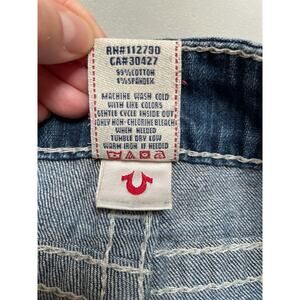 RN#112790
CA#30427
99% COTTON
1% SPANDEX
MACHINE WASH COLD
WITH LIKE COLORS
GENTLE CYCLE INSIDE OUT
ONLY NON-CHLORINE BLEACH
WHEN NEEDED
TUMBLE DRY LOW
WARM IRON IF NEEDED